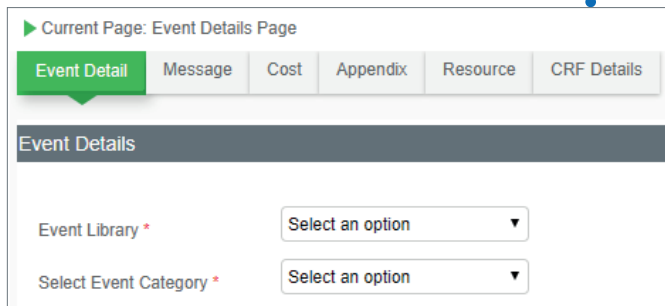 Current Page: Event Details Page
Event Detail Message Cost Appendix Resource CRF Details
Event Details
Event Library * Select an option
Select Event Category * Select an option